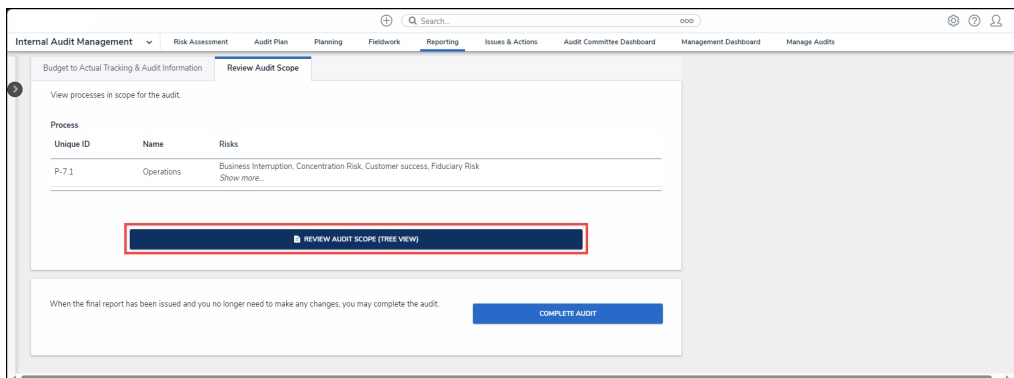 Search...
ooo
Internal Audit Management Risk Assessment Audit Plan Planning Fieldwork Reporting Issues & Actions Audit Committee Dashboard Management Dashboard Manage Audits
Budget to Actual Tracking & Audit Information Review Audit Scope
View processes in scope for the audit.
Process
Unique ID Name Risks
P-7.1 Operations Business Interruption, Concentration Risk, Customer success, Fiduciary Risk
Show more...
REVIEW AUDIT SCOPE (TREE VIEW)
When the final report has been issued and you no longer need to make any changes, you may complete the audit.
COMPLETE AUDIT